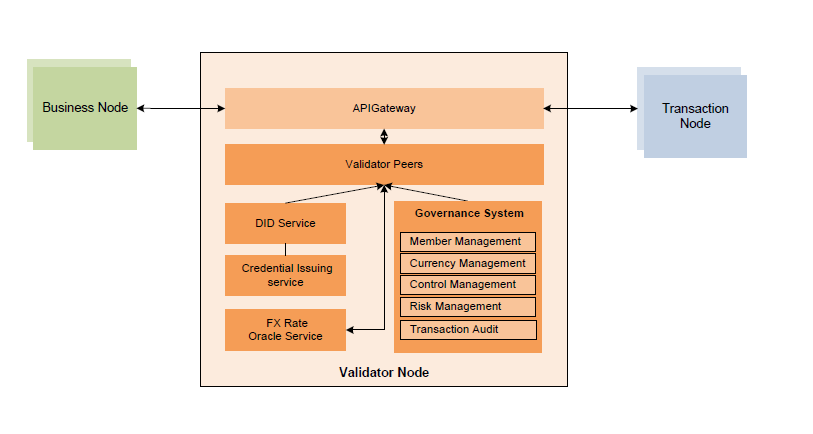 Business Node
APIGateway
Transaction
Node
Validator Peers
DID Service
Governance System
Member Management
Credential Issuing
service
Currency Management
Control Management
Risk Management
FX Rate
Oracle Service
Transaction Audit
Validator Node